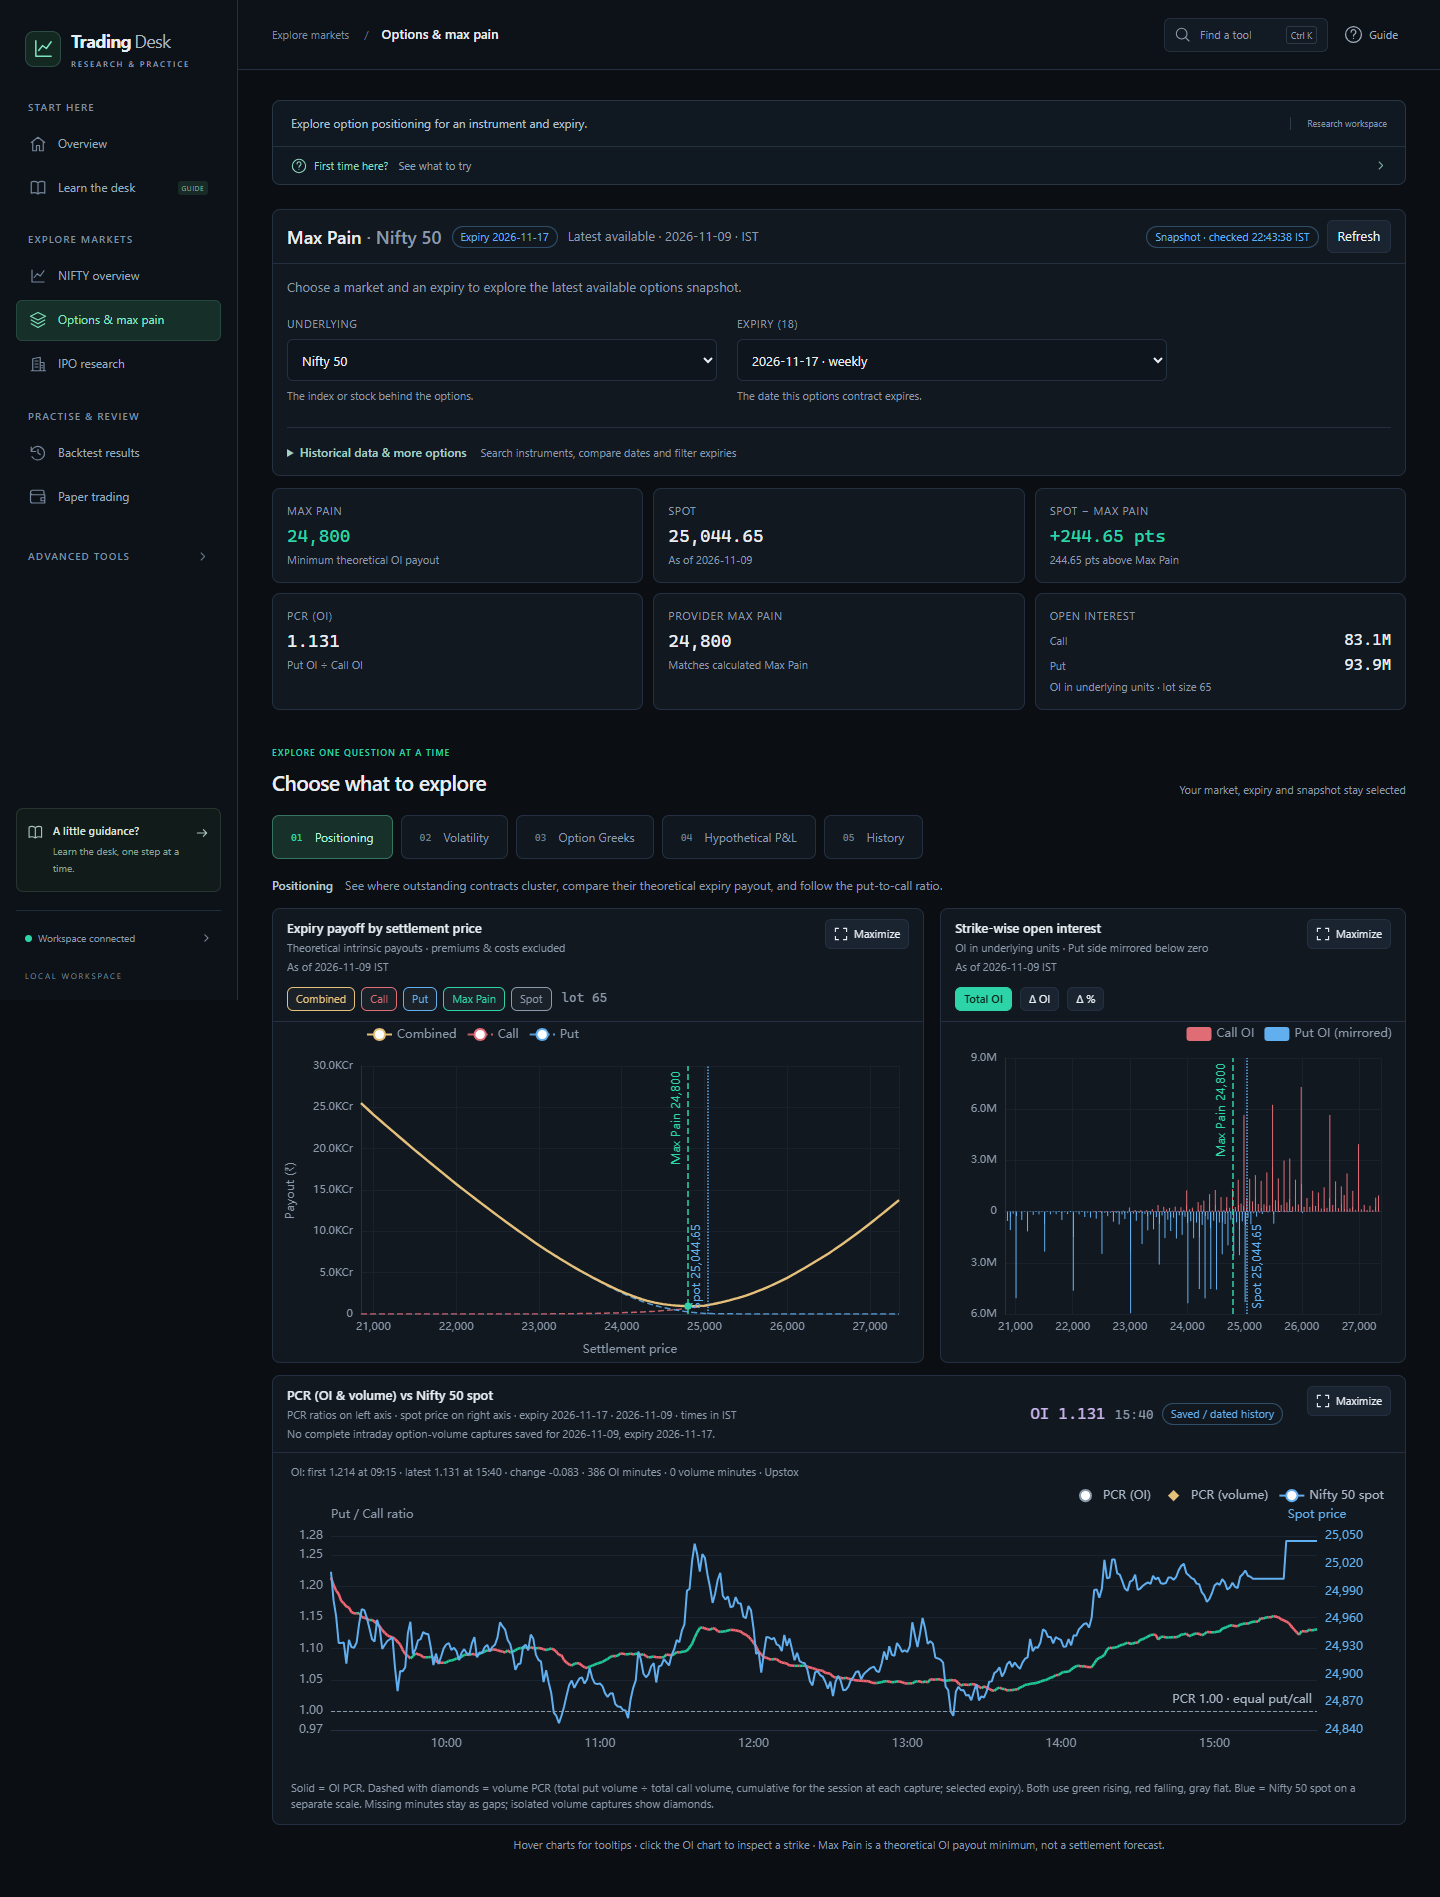 Trading Desk
RESEARCH & PRACTICE
START HERE
Overview
Learn the desk
GUIDE
EXPLORE MARKETS
NIFTY overview
Options & max pain
IPO research
PRACTISE & REVIEW
Backtest results
Paper trading
ADVANCED TOOLS
A little guidance?
Learn the desk, one step at a
time.
Workspace connected
LOCAL WORKSPACE
Explore markets / Options & max pain
Find a tool
Ctrl K
Guide
Explore option positioning for an instrument and expiry.
Research workspace
First time here? See what to try
Max Pain · Nifty 50
Expiry 2026-11-17
Latest available · 2026-11-09 · IST
Snapshot · checked 22:43:38 IST
Refresh
Choose a market and an expiry to explore the latest available options snapshot.
UNDERLYING
Nifty 50
The index or stock behind the options.
EXPIRY (18)
2026-11-17 · weekly
The date this options contract expires.
Historical data & more options
Search instruments, compare dates and filter expiries
MAX PAIN
24,800
Minimum theoretical OI payout
SPOT
25,044.65
As of 2026-11-09
SPOT − MAX PAIN
+244.65 pts
244.65 pts above Max Pain
PCR (OI)
1.131
Put OI ÷ Call OI
PROVIDER MAX PAIN
24,800
Matches calculated Max Pain
OPEN INTEREST
Call 83.1M
Put 93.9M
OI in underlying units · lot size 65
EXPLORE ONE QUESTION AT A TIME
Choose what to explore
Your market, expiry and snapshot stay selected
01 Positioning
02 Volatility
03 Option Greeks
04 Hypothetical P&L
05 History
Positioning See where outstanding contracts cluster, compare their theoretical expiry payout, and follow the put-to-call ratio.
Expiry payoff by settlement price
Theoretical intrinsic payouts · premiums & costs excluded
As of 2026-11-09 IST
Maximize
Combined
Call
Put
Max Pain
Spot
lot 65
Combined
Call
Put
30.0KCr
25.0KCr
20.0KCr
15.0KCr
10.0KCr
5.0KCr
0
Payout (₹)
Max Pain 24,800
Spot 25,044.65
21,000
22,000
23,000
24,000
25,000
26,000
27,000
Settlement price
Strike-wise open interest
OI in underlying units · Put side mirrored below zero
As of 2026-11-09 IST
Maximize
Total OI
Δ OI
Δ %
Call OI
Put OI (mirrored)
9.0M
6.0M
3.0M
0
3.0M
6.0M
Max Pain 24,800
Spot 25,044.65
21,000
22,000
23,000
24,000
25,000
26,000
27,000
PCR (OI & volume) vs Nifty 50 spot
PCR ratios on left axis · spot price on right axis · expiry 2026-11-17 · 2026-11-09 · times in IST
No complete intraday option-volume captures saved for 2026-11-09, expiry 2026-11-17.
OI 1.131 15:40
Saved / dated history
Maximize
OI: first 1.214 at 09:15 · latest 1.131 at 15:40 · change -0.083 · 386 OI minutes · 0 volume minutes · Upstox
PCR (OI)
PCR (volume)
Nifty 50 spot
Put / Call ratio
Spot price
1.28
1.25
1.20
1.15
1.10
1.05
1.00
0.97
25,050
25,020
24,990
24,960
24,930
24,900
24,870
24,840
PCR 1.00 · equal put/call
10:00
11:00
12:00
13:00
14:00
15:00
Solid = OI PCR. Dashed with diamonds = volume PCR (total put volume ÷ total call volume, cumulative for the session at each capture; selected expiry). Both use green rising, red falling, gray flat. Blue = Nifty 50 spot on a
separate scale. Missing minutes stay as gaps; isolated volume captures show diamonds.
Hover charts for tooltips · click the OI chart to inspect a strike · Max Pain is a theoretical OI payout minimum, not a settlement forecast.